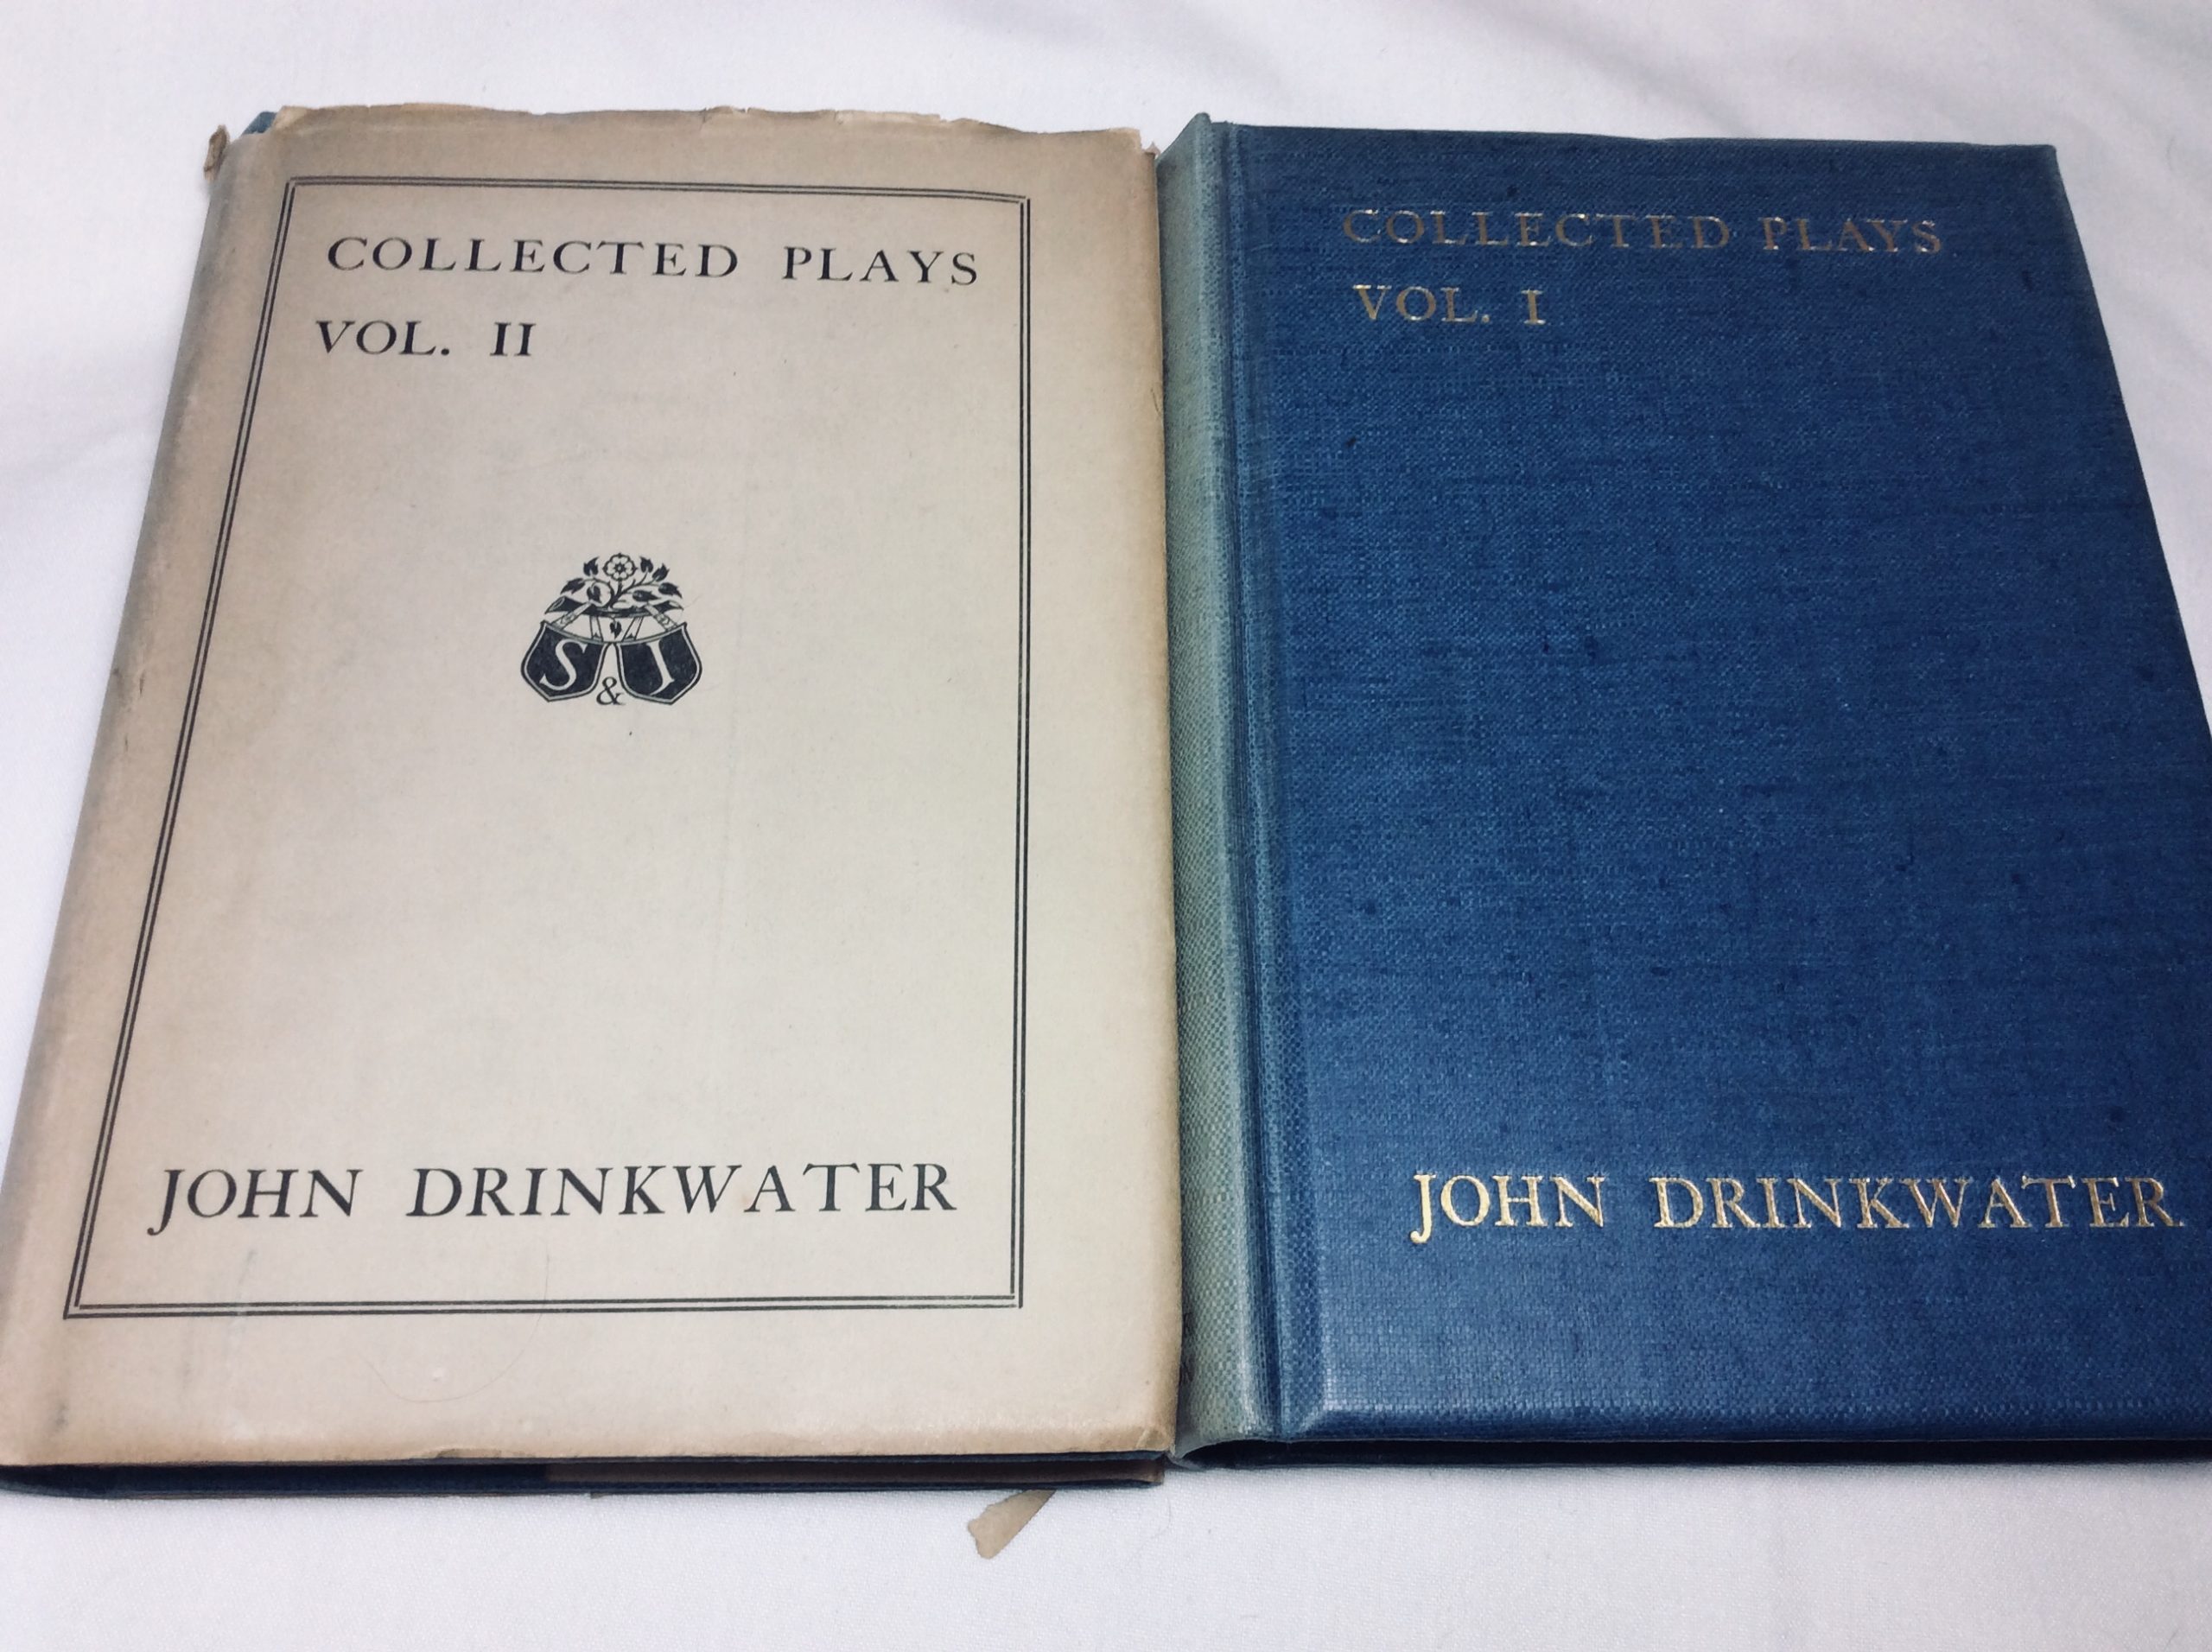 COLLECTED PLAYS
VOL. II
S & J
JOHN DRINKWATER
COLLECTED PLAYS
VOL. I
JOHN DRINKWATER